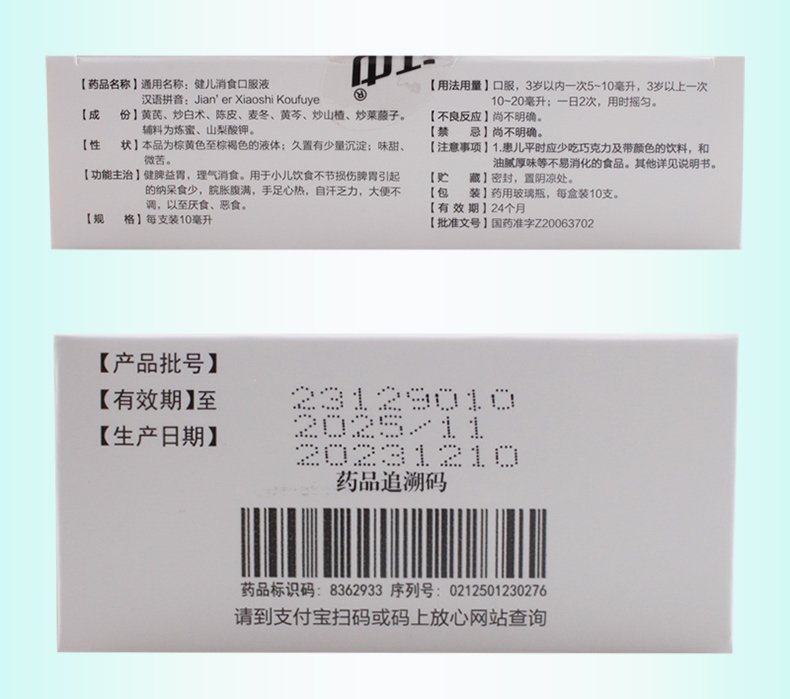 【药品名称】通用名称：健儿消食口服液
汉语拼音：Jian'er Xiaoshi Koufuye
【成　份】黄芪、炒白术、陈皮、麦冬、黄芩、炒山楂、炒莱菔子。
辅料为炼蜜、山梨酸钾。
【性　状】本品为棕黄色至棕褐色的液体；久置有少量沉淀；味甜、
微苦。
【功能主治】健脾益胃，理气消食。用于小儿饮食不节损伤脾胃引起
的纳呆食少，脘胀腹满，手足心热，自汗乏力，大便不
调，以至厌食、恶食。
【规　格】每支装10毫升
【用法用量】口服，3岁以内一次5~10毫升，3岁以上一次
10~20毫升；一日2次，用时摇匀。
【不良反应】尚不明确。
【禁　忌】尚不明确。
【注意事项】1.患儿平时应少吃巧克力及带颜色的饮料，和
油腻厚味等不易消化的食品。其他详见说明书。
【贮　藏】密封，置阴凉处。
【包　装】药用玻璃瓶，每盒装10支。
【有 效 期】24个月
【批准文号】国药准字Z20063702
®
【产品批号】
23129010
【有效期】至
2025/11
【生产日期】
20231210
药品追溯码
药品标识码：8362933 序列号：0212501230276
请到支付宝扫码或码上放心网站查询